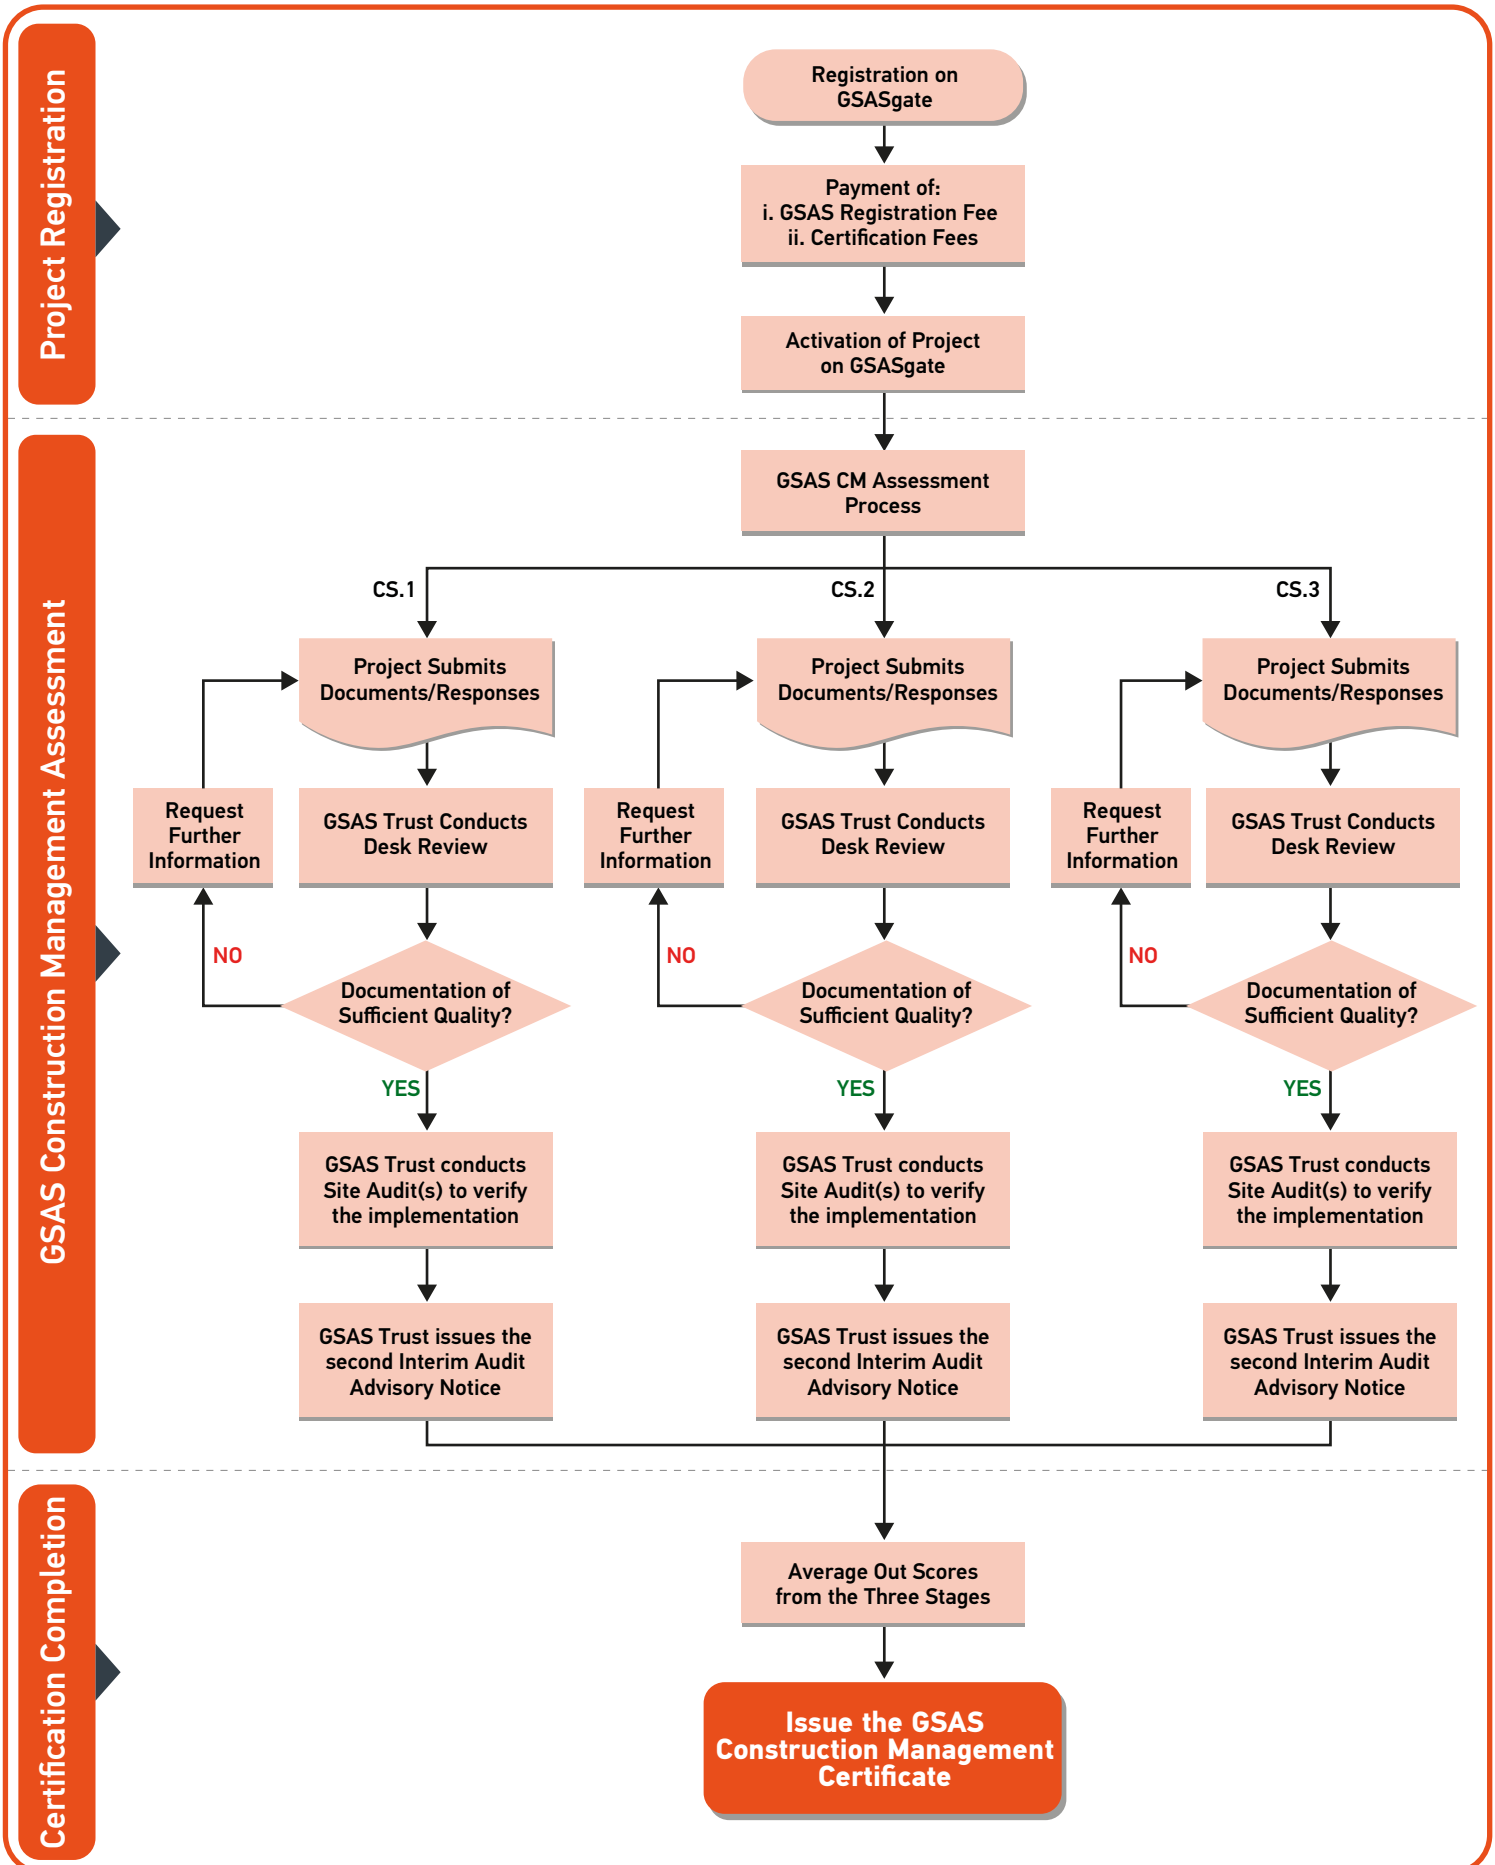 Project Registration
Registration on
GSASgate
Payment of:
i. GSAS Registration Fee
ii. Certification Fees
Activation of Project
on GSASgate
GSAS Construction Management Assessment
GSAS CM Assessment
Process
CS.1
Project Submits
Documents/Responses
Request
Further
Information
GSAS Trust Conducts
Desk Review
NO
Documentation of
Sufficient Quality?
YES
GSAS Trust conducts
Site Audit(s) to verify
the implementation
GSAS Trust issues the
second Interim Audit
Advisory Notice
CS.2
Project Submits
Documents/Responses
Request
Further
Information
GSAS Trust Conducts
Desk Review
NO
Documentation of
Sufficient Quality?
YES
GSAS Trust conducts
Site Audit(s) to verify
the implementation
GSAS Trust issues the
second Interim Audit
Advisory Notice
CS.3
Project Submits
Documents/Responses
Request
Further
Information
GSAS Trust Conducts
Desk Review
NO
Documentation of
Sufficient Quality?
YES
GSAS Trust conducts
Site Audit(s) to verify
the implementation
GSAS Trust issues the
second Interim Audit
Advisory Notice
Certification Completion
Average Out Scores
from the Three Stages
Issue the GSAS
Construction Management
Certificate